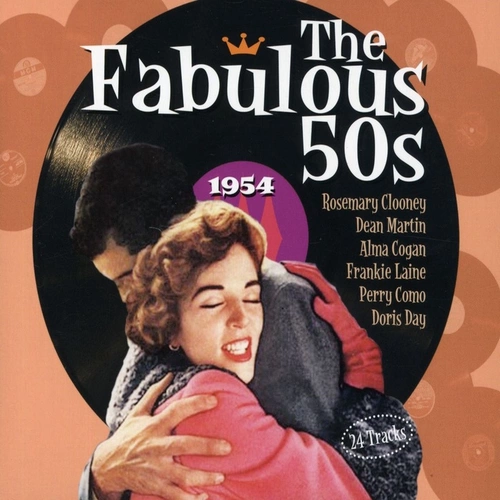 The
Fabulous
50s
1954
Rosemary Clooney
Dean Martin
Alma Cogan
Frankie Laine
Perry Como
Doris Day
24 Tracks